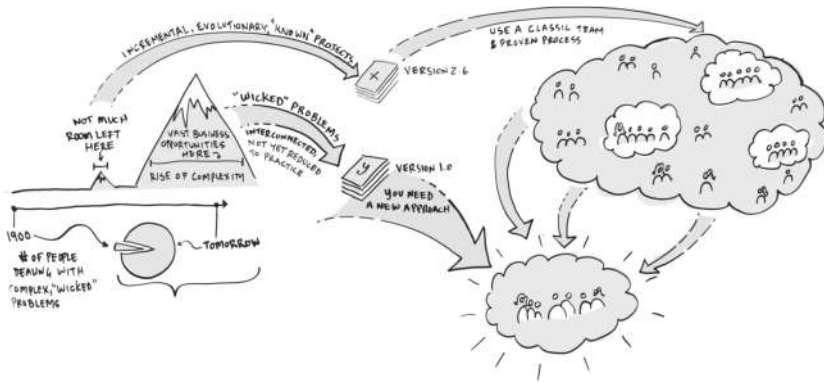 INCREMENTAL, EVOLUTIONARY, "KNOWN" PROJECTS
USE A CLASSIC TEAM
& PROVEN PROCESS
X
VERSION 2.6
NOT MUCH
ROOM LEFT
HERE
"WICKED" PROBLEMS
INTERCONNECTED,
NOT YET REDUCED
TO PRACTICE
VAST BUSINESS
OPPORTUNITIES
HERE
RISE OF COMPLEXITY
y
VERSION 1.0
YOU NEED
A NEW APPROACH
1900
TOMORROW
# OF PEOPLE
DEALING WITH
COMPLEX, "WICKED"
PROBLEMS